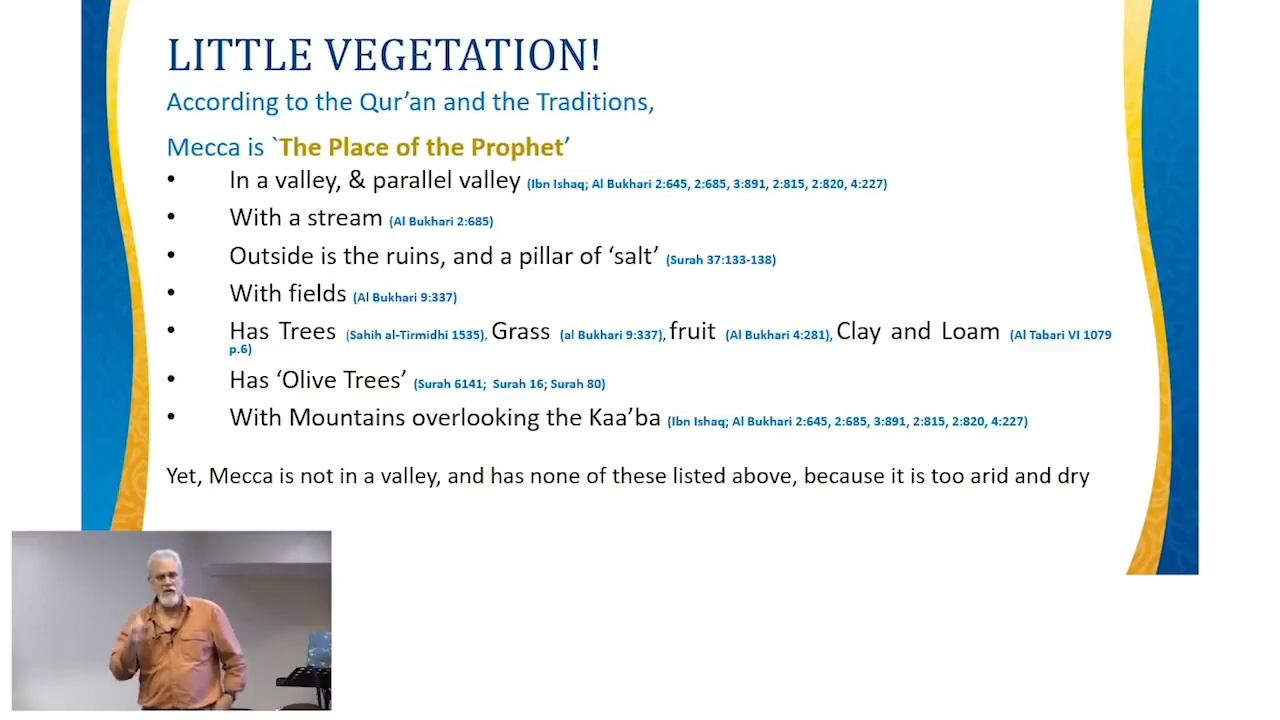 LITTLE VEGETATION!
According to the Qur’an and the Traditions,
Mecca is `The Place of the Prophet’
• In a valley, & parallel valley (Ibn Ishaq; Al Bukhari 2:645, 2:685, 3:891, 2:815, 2:820, 4:227)
• With a stream (Al Bukhari 2:685)
• Outside is the ruins, and a pillar of ‘salt’ (Surah 37:133-138)
• With fields (Al Bukhari 9:337)
• Has Trees (Sahih al-Tirmidhi 1535), Grass (al Bukhari 9:337), fruit (Al Bukhari 4:281), Clay and Loam (Al Tabari VI 1079
p.6)
• Has ‘Olive Trees’ (Surah 6141; Surah 16; Surah 80)
• With Mountains overlooking the Kaa’ba (Ibn Ishaq; Al Bukhari 2:645, 2:685, 3:891, 2:815, 2:820, 4:227)
Yet, Mecca is not in a valley, and has none of these listed above, because it is too arid and dry